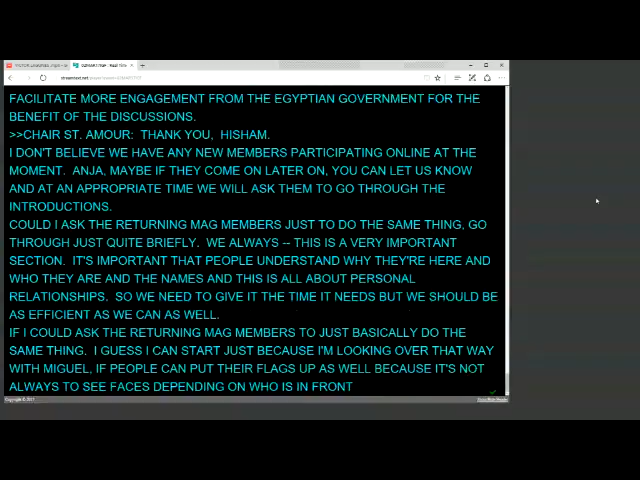 streamtext.net
FACILITATE MORE ENGAGEMENT FROM THE EGYPTIAN GOVERNMENT FOR THE
BENEFIT OF THE DISCUSSIONS.
>>CHAIR ST. AMOUR:  THANK YOU,  HISHAM.
I DON'T BELIEVE WE HAVE ANY NEW MEMBERS PARTICIPATING ONLINE AT THE
MOMENT.  ANJA, MAYBE IF THEY COME ON LATER ON, YOU CAN LET US KNOW
AND AT AN APPROPRIATE TIME WE WILL ASK THEM TO GO THROUGH THE
INTRODUCTIONS.
COULD I ASK THE RETURNING MAG MEMBERS JUST TO DO THE SAME THING, GO
THROUGH JUST QUITE BRIEFLY.  WE ALWAYS -- THIS IS A VERY IMPORTANT
SECTION.  IT'S IMPORTANT THAT PEOPLE UNDERSTAND WHY THEY'RE HERE AND
WHO THEY ARE AND THE NAMES AND THIS IS ALL ABOUT PERSONAL
RELATIONSHIPS.  SO WE NEED TO GIVE IT THE TIME IT NEEDS BUT WE SHOULD BE
AS EFFICIENT AS WE CAN AS WELL.
IF I COULD ASK THE RETURNING MAG MEMBERS TO JUST BASICALLY DO THE
SAME THING.  I GUESS I CAN START JUST BECAUSE I'M LOOKING OVER THAT WAY
WITH MIGUEL, IF PEOPLE CAN PUT THEIR FLAGS UP AS WELL BECAUSE IT'S NOT
ALWAYS TO SEE FACES DEPENDING ON WHO IS IN FRONT